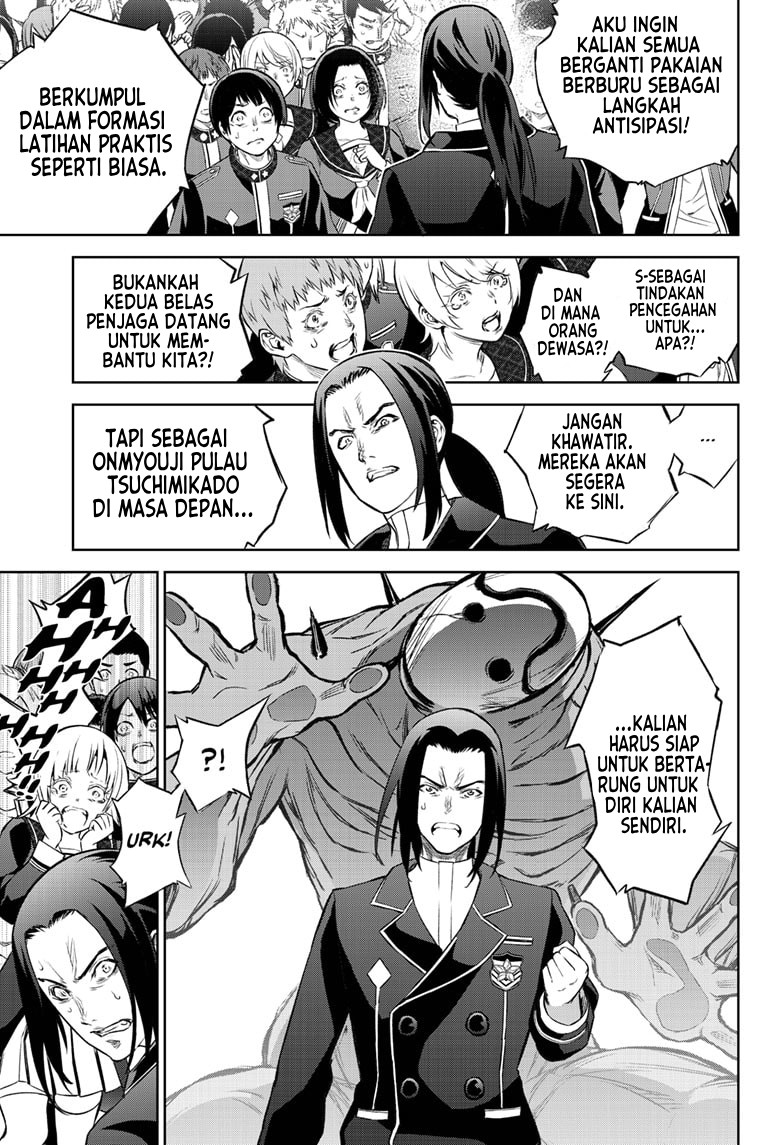 AKU INGIN
KALIAN SEMUA
BERGANTI PAKAIAN
BERBURU SEBAGAI
LANGKAH
ANTISIPASI!
BERKUMPUL
DALAM FORMASI
LATIHAN PRAKTIS
SEPERTI BIASA.
S-SEBAGAI
TINDAKAN
PENCEGAHAN
UNTUK...
APA?!
DAN
DI MANA
ORANG
DEWASA?!
BUKANKAH
KEDUA BELAS
PENJAGA DATANG
UNTUK MEM-
BANTU KITA?!
...
JANGAN
KHAWATIR.
MEREKA AKAN
SEGERA
KE SINI.
TAPI SEBAGAI
ONMYOUJI PULAU
TSUCHIMIKADO
DI MASA DEPAN...
...KALIAN
HARUS SIAP
UNTUK BERTA-
RUNG UNTUK
DIRI KALIAN
SENDIRI.
?!
AHHHHHHH!!
URK!